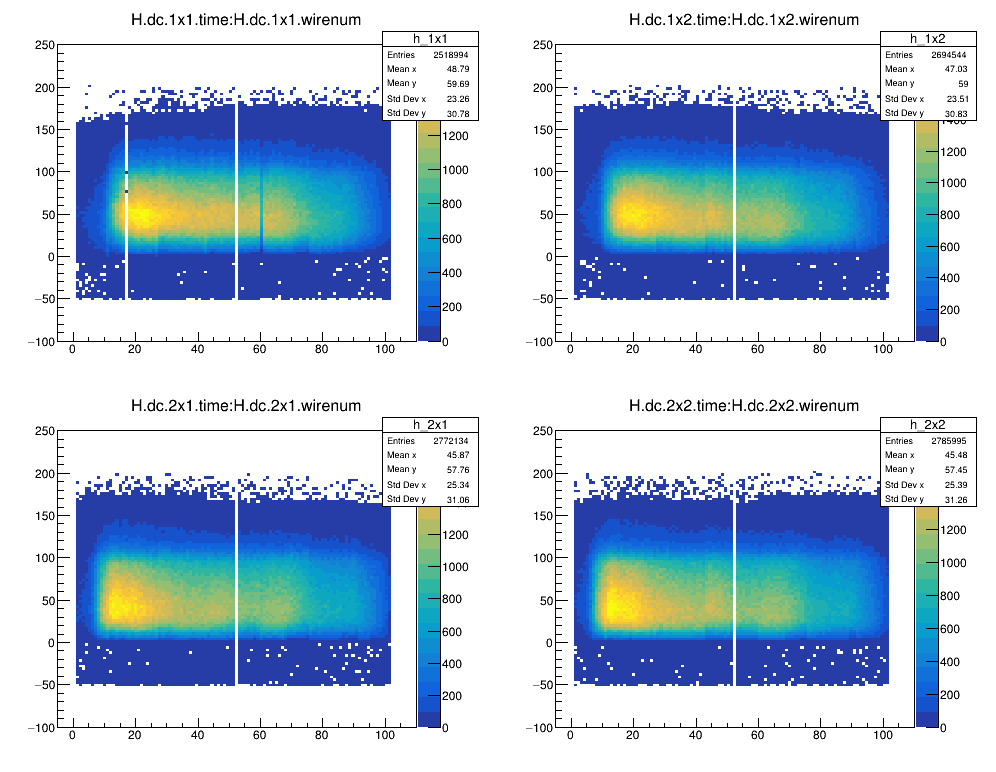 H.dc.1x1.time:H.dc.1x1.wirenum
h_1x1
Entries 2518994
Mean x 48.79
Mean y 59.69
Std Dev x 23.26
Std Dev y 30.78
250
200
150
100
50
0
−50
−100
0 20 40 60 80 100
1200
1000
800
600
400
200
0
H.dc.1x2.time:H.dc.1x2.wirenum
h_1x2
Entries 2694544
Mean x 47.03
Mean y 59
Std Dev x 23.51
Std Dev y 30.83
250
200
150
100
50
0
−50
−100
0 20 40 60 80 100
1400
1200
1000
800
600
400
200
0
H.dc.2x1.time:H.dc.2x1.wirenum
h_2x1
Entries 2772134
Mean x 45.87
Mean y 57.76
Std Dev x 25.34
Std Dev y 31.06
250
200
150
100
50
0
−50
−100
0 20 40 60 80 100
1200
1000
800
600
400
200
0
H.dc.2x2.time:H.dc.2x2.wirenum
h_2x2
Entries 2785995
Mean x 45.48
Mean y 57.45
Std Dev x 25.39
Std Dev y 31.26
250
200
150
100
50
0
−50
−100
0 20 40 60 80 100
1200
1000
800
600
400
200
0